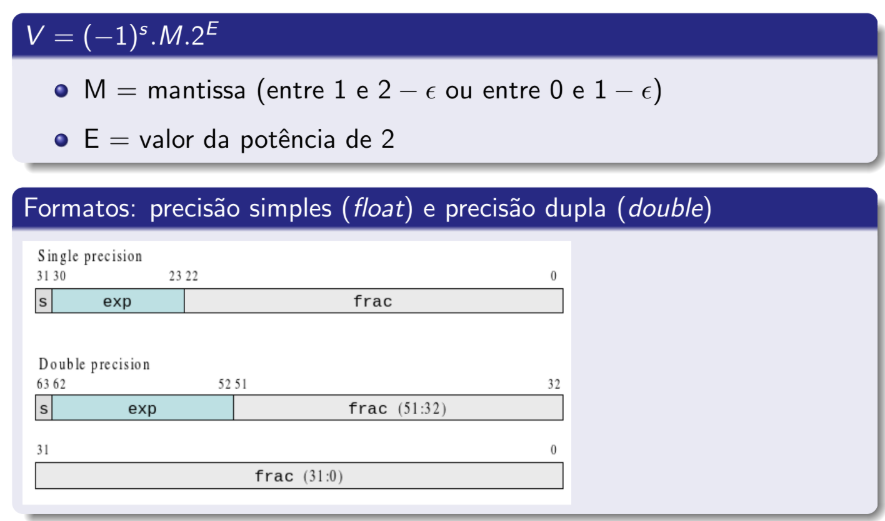 V = (−1)^s.M.2^E
M = mantissa (entre 1 e 2 − ϵ ou entre 0 e 1 − ϵ)
E = valor da potência de 2
Formatos: precisão simples (float) e precisão dupla (double)
Single precision
31 30 23 22 0
s exp frac
Double precision
63 62 52 51 32
s exp frac (51:32)
31 0
frac (31:0)